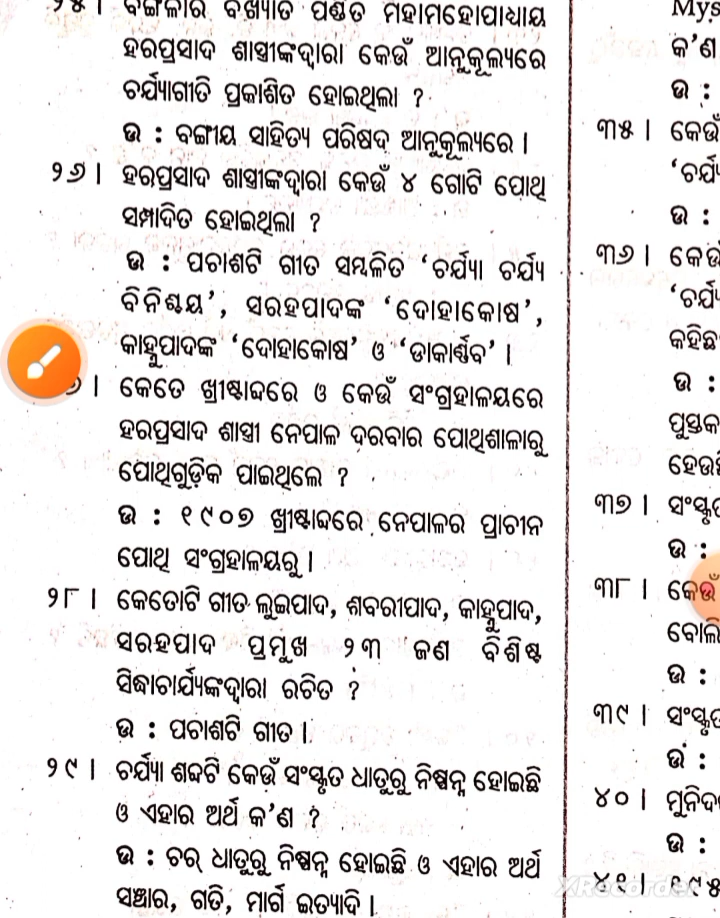 ୨୫ । ବଙ୍ଗଳାର ବିଖ୍ୟାତ ପଣ୍ଡିତ ମହାମହୋପାଧ୍ୟାୟ
ହରପ୍ରସାଦ ଶାସ୍ତ୍ରୀଙ୍କଦ୍ୱାରା କେଉଁ ଆନୁକୂଲ୍ୟରେ
ଚର୍ଯ୍ୟାଗୀତି ପ୍ରକାଶିତ ହୋଇଥିଲା ?
ଉ : ବଙ୍ଗୀୟ ସାହିତ୍ୟ ପରିଷଦ ଆନୁକୂଲ୍ୟରେ ।
୨୬ । ହରପ୍ରସାଦ ଶାସ୍ତ୍ରୀଙ୍କଦ୍ୱାରା କେଉଁ ୪ ଗୋଟି ପୋଥି
ସମ୍ପାଦିତ ହୋଇଥିଲା ?
ଉ : ପଚାଶଟି ଗୀତ ସମ୍ବଳିତ ‘ଚର୍ଯ୍ୟା ଚର୍ଯ୍ୟ
ବିନିଶ୍ଚୟ’, ସରହପାଦଙ୍କ ‘ଦୋହାକୋଷ’,
କାହ୍ନୁପାଦଙ୍କ ‘ଦୋହାକୋଷ’ ଓ ‘ଡାକାର୍ଣ୍ଣବ’ ।
। କେତେ ଖ୍ରୀଷ୍ଟାବ୍ଦରେ ଓ କେଉଁ ସଂଗ୍ରହାଳୟରେ
ହରପ୍ରସାଦ ଶାସ୍ତ୍ରୀ ନେପାଳ ଦରବାର ପୋଥିଶାଳାରୁ
ପୋଥିଗୁଡ଼ିକ ପାଇଥିଲେ ?
ଉ : ୧୯୦୭ ଖ୍ରୀଷ୍ଟାବ୍ଦରେ ନେପାଳର ପ୍ରାଚୀନ
ପୋଥି ସଂଗ୍ରହାଳୟରୁ ।
୨୮ । କେତୋଟି ଗୀତ ଲୁଇପାଦ, ଶବରୀପାଦ, କାହ୍ନୁପାଦ,
ସରହପାଦ ପ୍ରମୁଖ ୨୩ ଜଣ ବିଶିଷ୍ଟ
ସିଦ୍ଧାଚାର୍ଯ୍ୟଙ୍କଦ୍ୱାରା ରଚିତ ?
ଉ : ପଚାଶଟି ଗୀତ ।
୨୯ । ଚର୍ଯ୍ୟା ଶବ୍ଦଟି କେଉଁ ସଂସ୍କୃତ ଧାତୁରୁ ନିଷ୍ପନ୍ନ ହୋଇଛି
ଓ ଏହାର ଅର୍ଥ କ’ଣ ?
ଉ : ଚର୍ ଧାତୁରୁ ନିଷ୍ପନ୍ନ ହୋଇଛି ଓ ଏହାର ଅର୍ଥ
ସଞ୍ଚାର, ଗତି, ମାର୍ଗ ଇତ୍ୟାଦି ।
Mys
କ’ଣ
ଉ :
୩୫ । କେଉଁ
‘ଚର୍ଯ୍ୟ
ଉ :
୩୬ । କେଉ
‘ଚର୍ଯ୍ୟ
କହିଛ
ଉ :
ପୁସ୍ତକ
ହେଉ
୩୭ । ସଂସ୍କୃତ
ଉ :
୩୮ । କେଉଁ
ବୋଲି
ଉ :
୩୯ । ସଂସ୍କୃତ
ଉ :
୪୦ । ମୁନିଦ
ଉ :
୪୧ । ୧୯୫
XRecorder